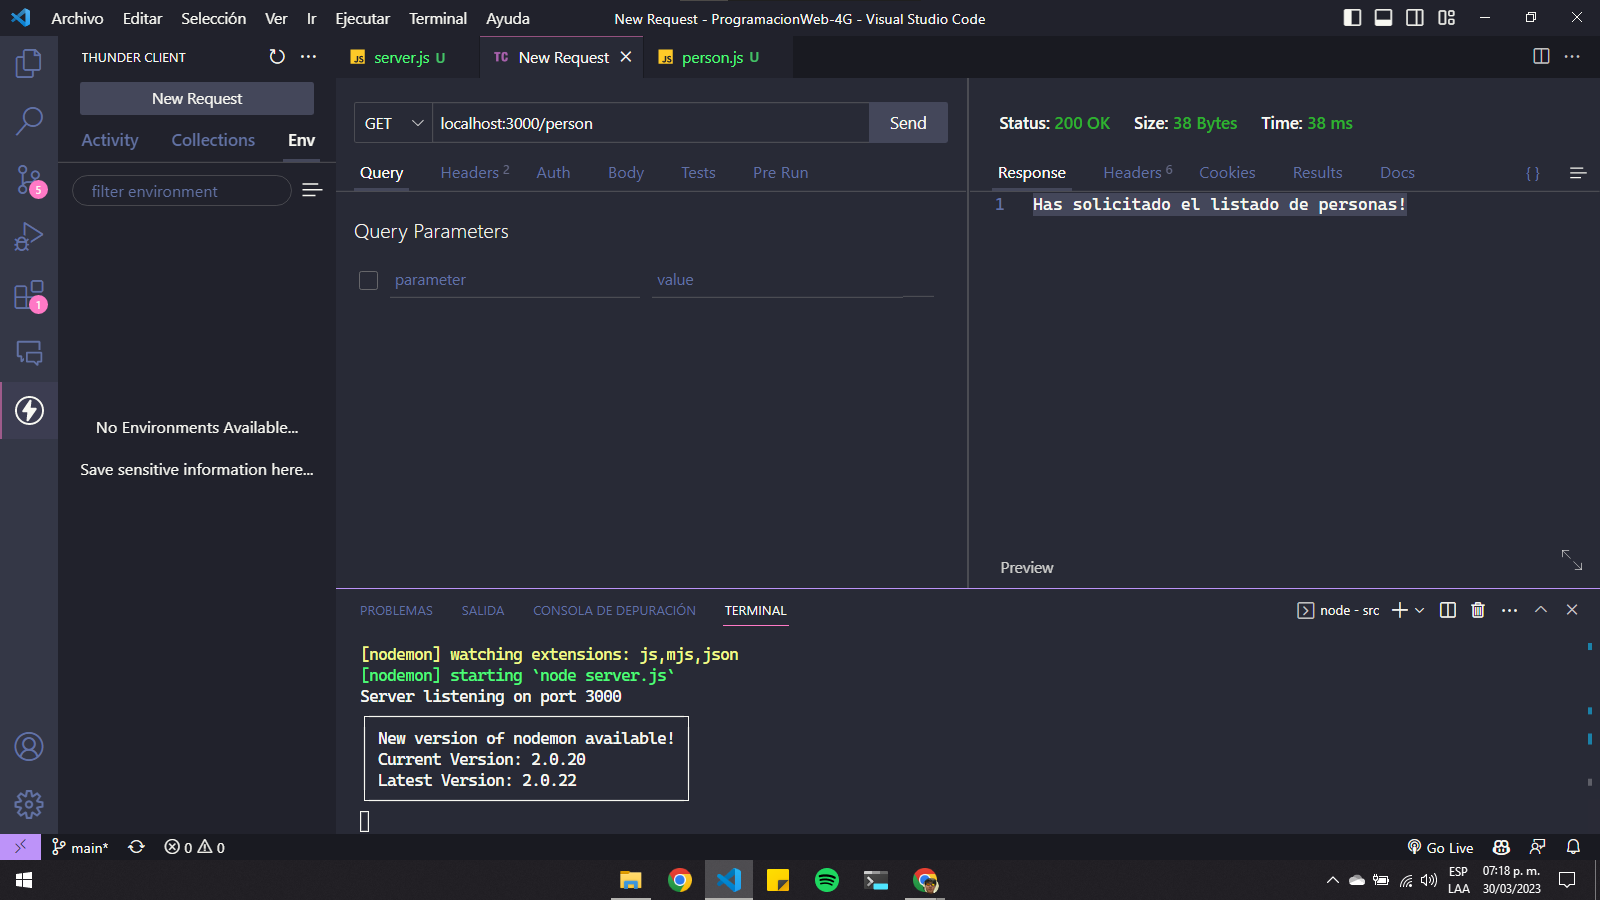 Archivo Editar Selección Ver Ir Ejecutar Terminal Ayuda
New Request - ProgramacionWeb-4G - Visual Studio Code
THUNDER CLIENT
New Request
Activity Collections Env
filter environment
No Environments Available...
Save sensitive information here...
JS server.js U
TC New Request
JS person.js U
GET localhost:3000/person Send
Query Headers 2 Auth Body Tests Pre Run
Query Parameters
parameter value
Status: 200 OK Size: 38 Bytes Time: 38 ms
Response Headers 6 Cookies Results Docs { }
1 Has solicitado el listado de personas!
Preview
PROBLEMAS SALIDA CONSOLA DE DEPURACIÓN TERMINAL
node - src
[nodemon] watching extensions: js,mjs,json
[nodemon] starting `node server.js`
Server listening on port 3000
New version of nodemon available!
Current Version: 2.0.20
Latest Version: 2.0.22
5
1
main* 0 0
Go Live
ESP
LAA
07:18 p. m.
30/03/2023